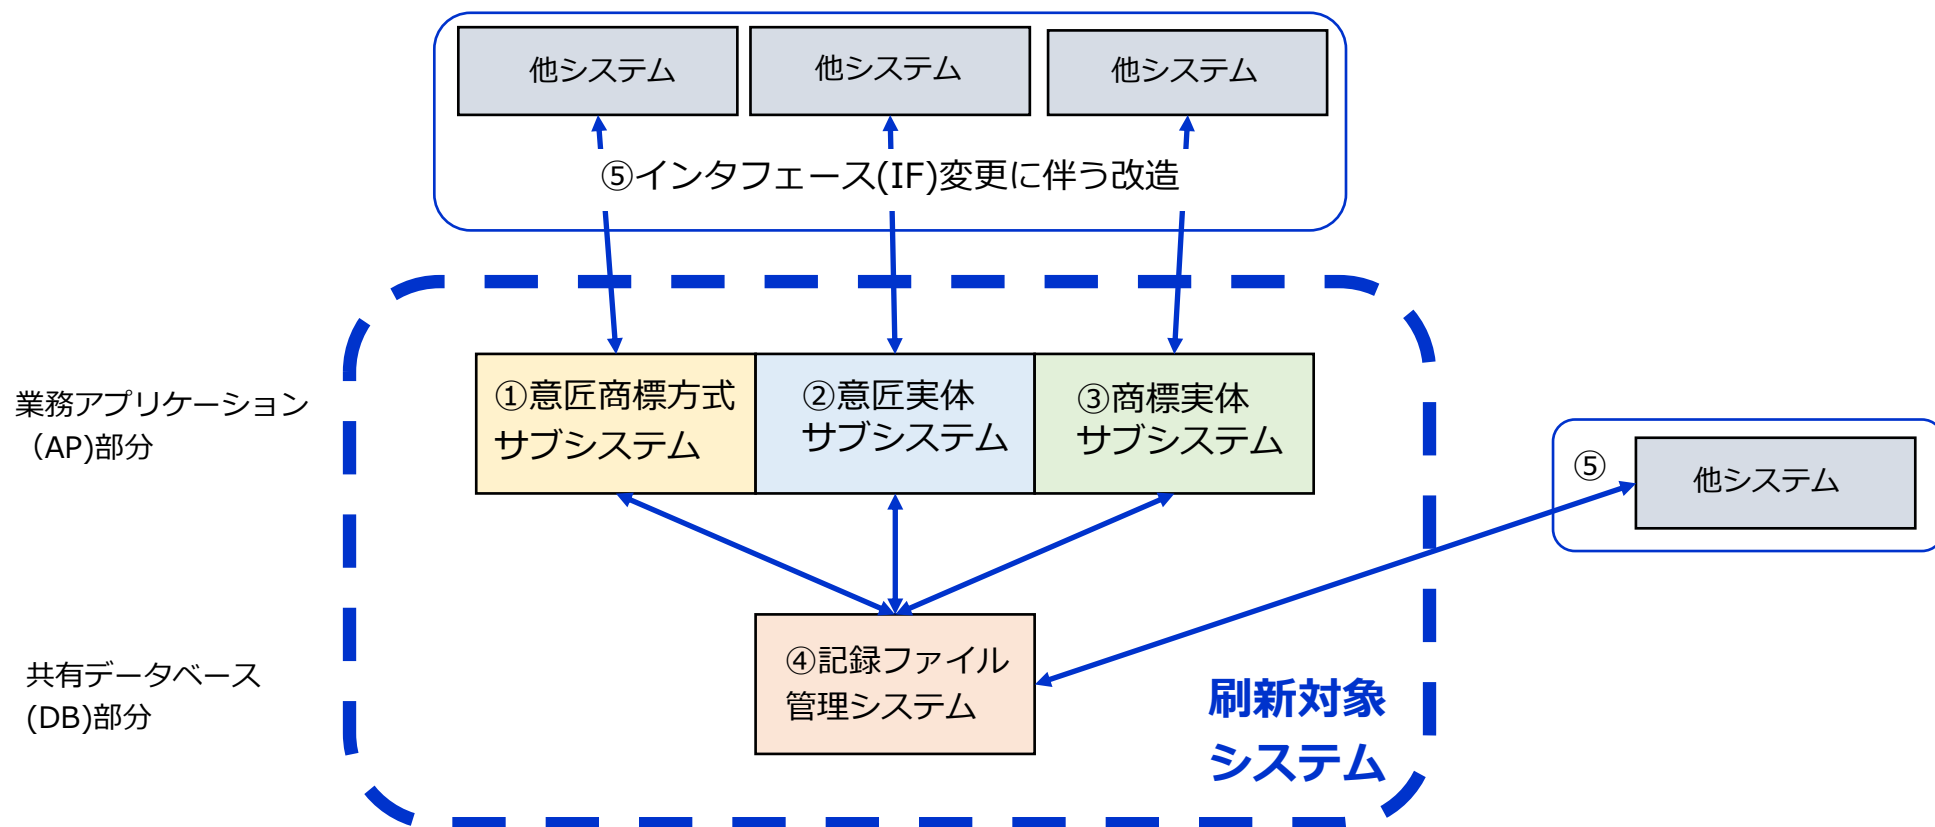 他システム
他システム
他システム
⑤インタフェース(IF)変更に伴う改造
業務アプリケーション
（AP)部分
①意匠商標方式
サブシステム
②意匠実体
サブシステム
③商標実体
サブシステム
⑤
他システム
共有データベース
(DB)部分
④記録ファイル
管理システム
刷新対象
システム